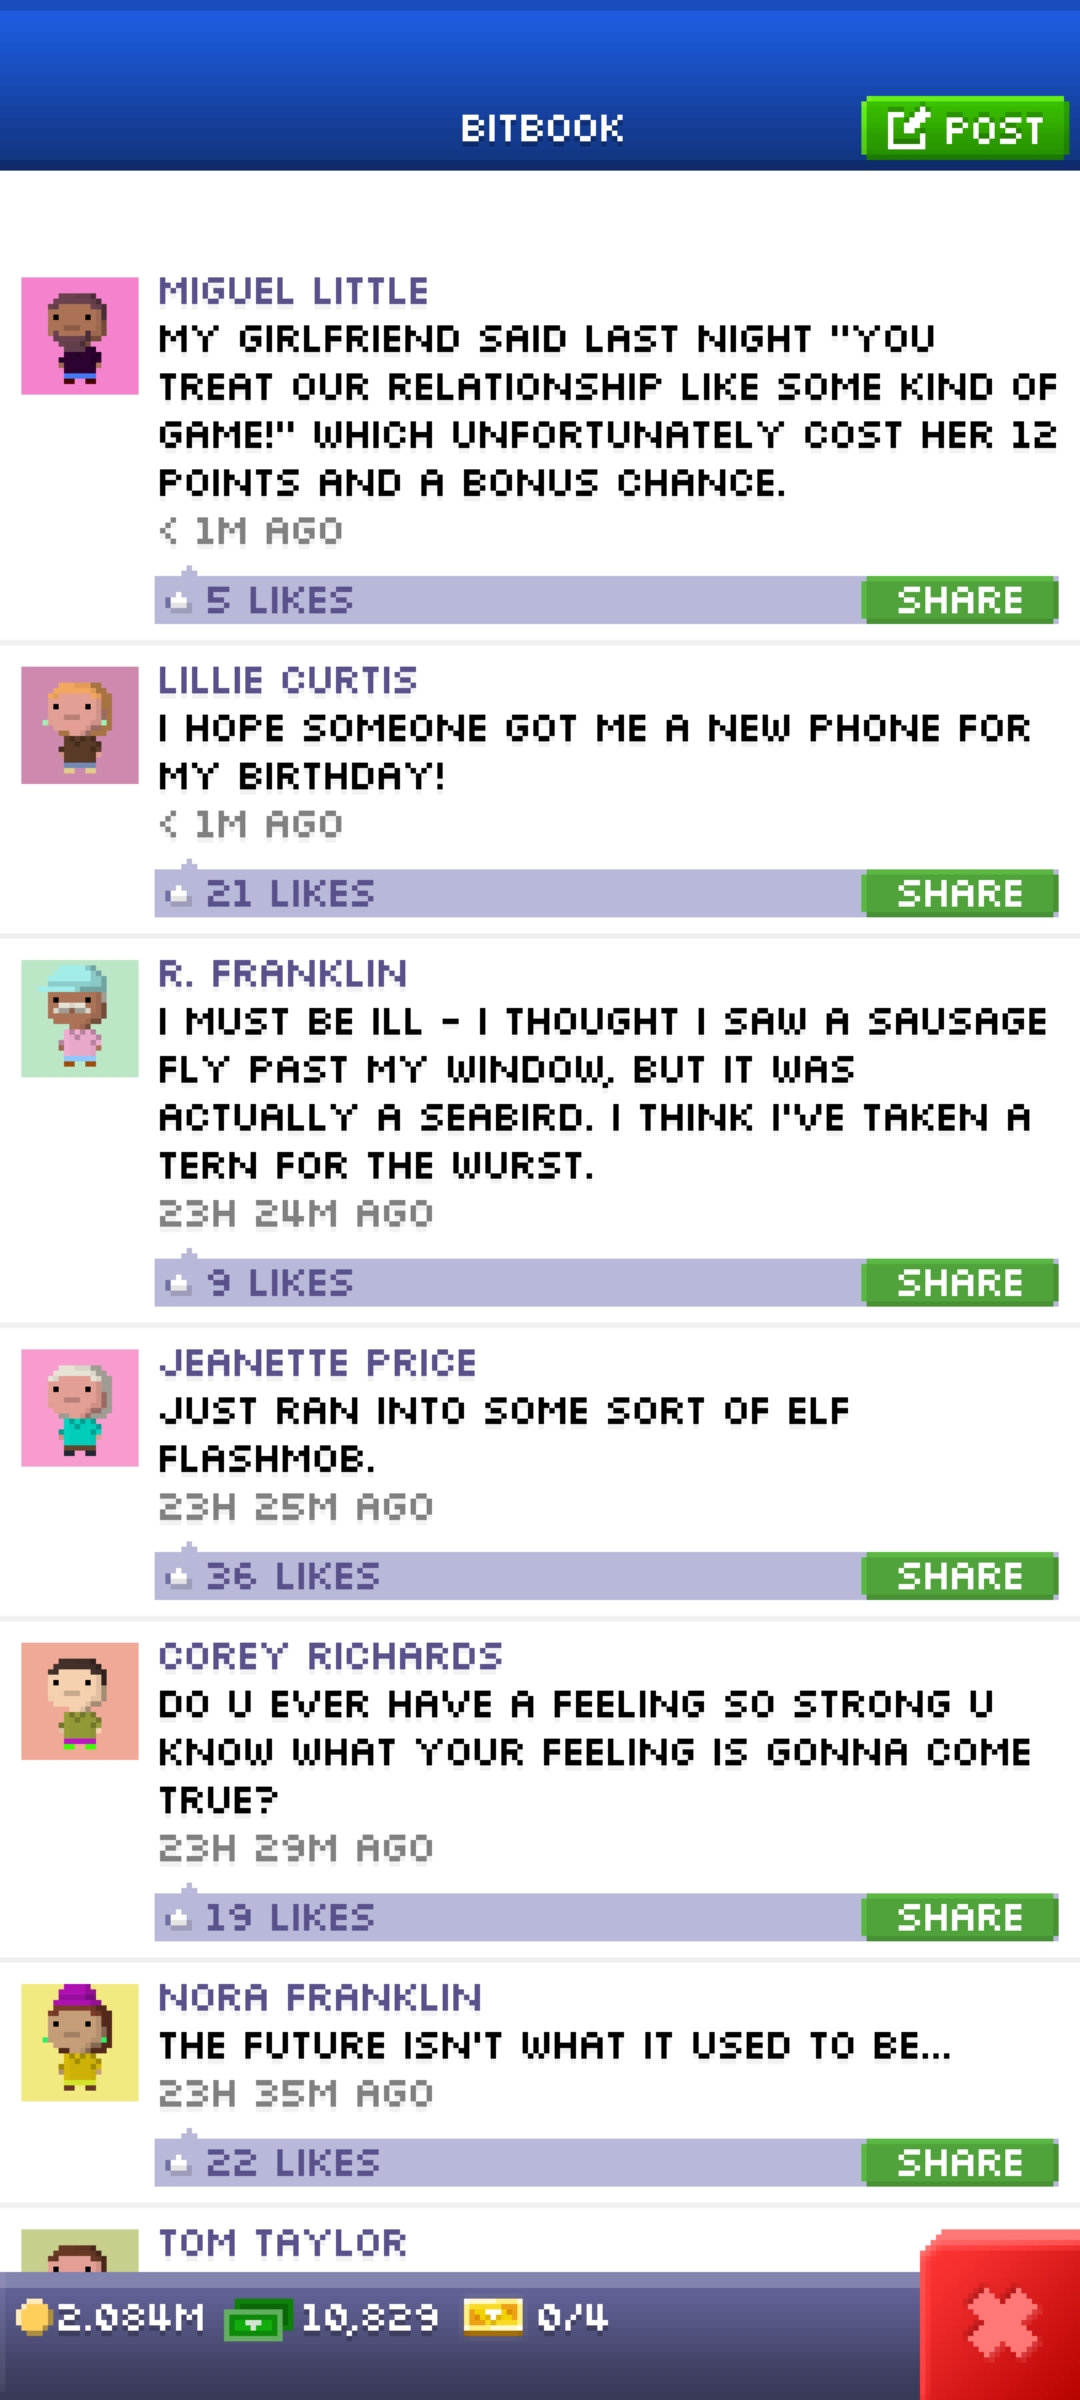 BITBOOK
POST
MIGUEL LITTLE
MY GIRLFRIEND SAID LAST NIGHT "YOU
TREAT OUR RELATIONSHIP LIKE SOME KIND OF
GAME!" WHICH UNFORTUNATELY COST HER 12
POINTS AND A BONUS CHANCE.
< 1M AGO
5 LIKES
SHARE
LILLIE CURTIS
I HOPE SOMEONE GOT ME A NEW PHONE FOR
MY BIRTHDAY!
< 1M AGO
21 LIKES
SHARE
R. FRANKLIN
I MUST BE ILL - I THOUGHT I SAW A SAUSAGE
FLY PAST MY WINDOW, BUT IT WAS
ACTUALLY A SEABIRD. I THINK I'VE TAKEN A
TERN FOR THE WURST.
23H 24M AGO
9 LIKES
SHARE
JEANETTE PRICE
JUST RAN INTO SOME SORT OF ELF
FLASHMOB.
23H 25M AGO
36 LIKES
SHARE
COREY RICHARDS
DO U EVER HAVE A FEELING SO STRONG U
KNOW WHAT YOUR FEELING IS GONNA COME
TRUE?
23H 29M AGO
19 LIKES
SHARE
NORA FRANKLIN
THE FUTURE ISN'T WHAT IT USED TO BE...
23H 35M AGO
22 LIKES
SHARE
TOM TAYLOR
2.084M 10,829 0/4